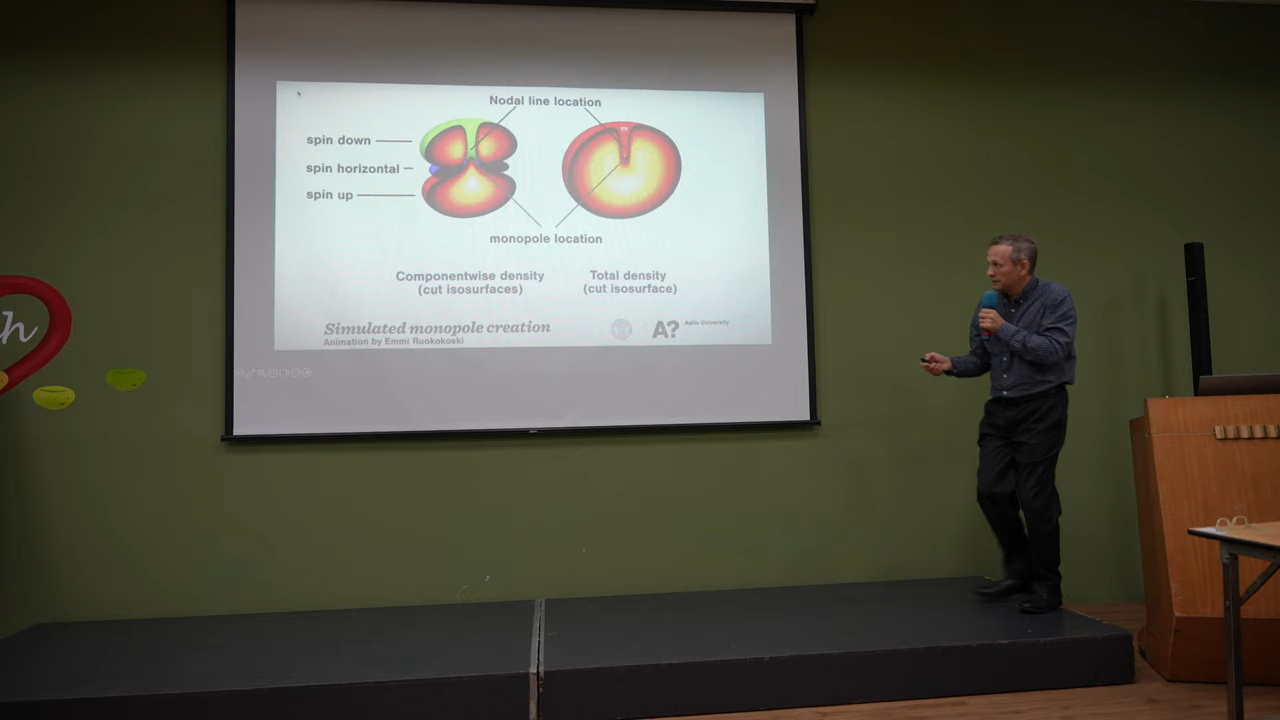 Nodal line location
spin down
spin horizontal
spin up
monopole location
Componentwise density
(cut isosurfaces)
Total density
(cut isosurface)
Simulated monopole creation
Animation by Emmi Ruokokoski
A?
Aalto University
h